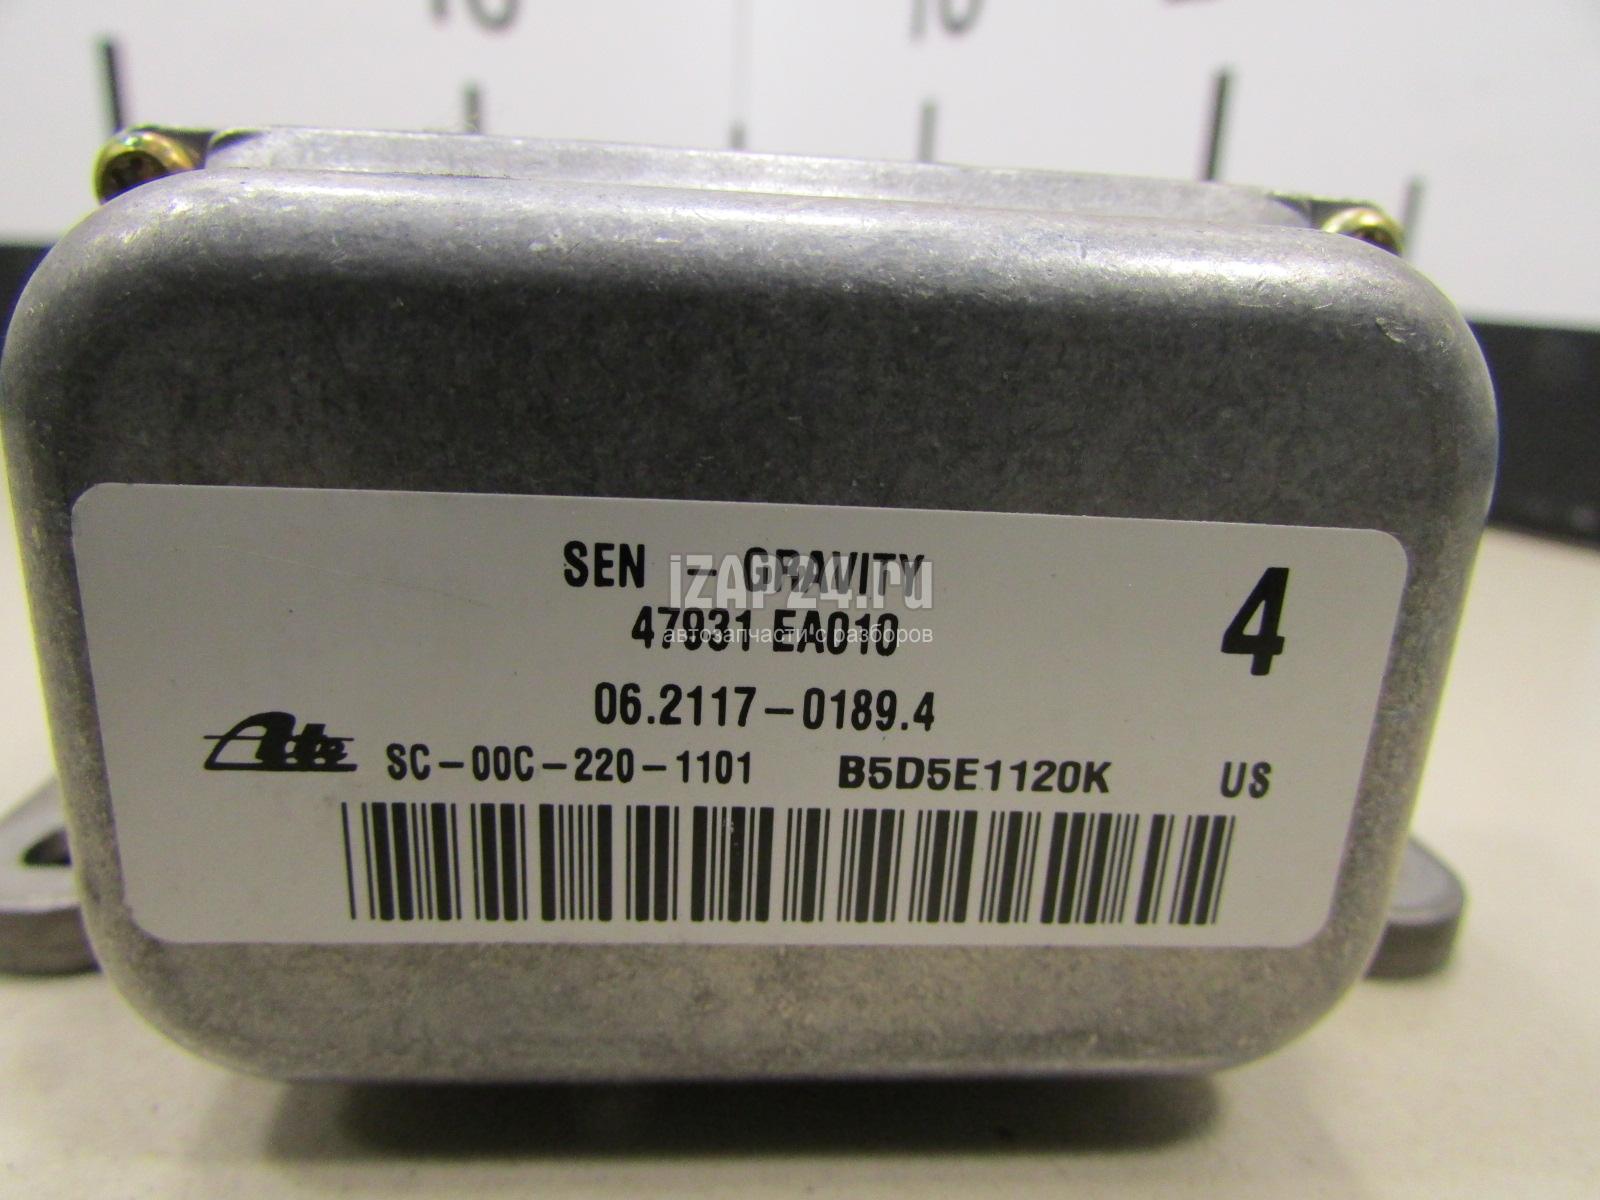 10
SEN - GRAVITY
iZAP24.ru
47931 EA010
автозапчасти с разборов
4
06.2117-0189.4
Ate SC-00C-220-1101 B5D5E1120K US